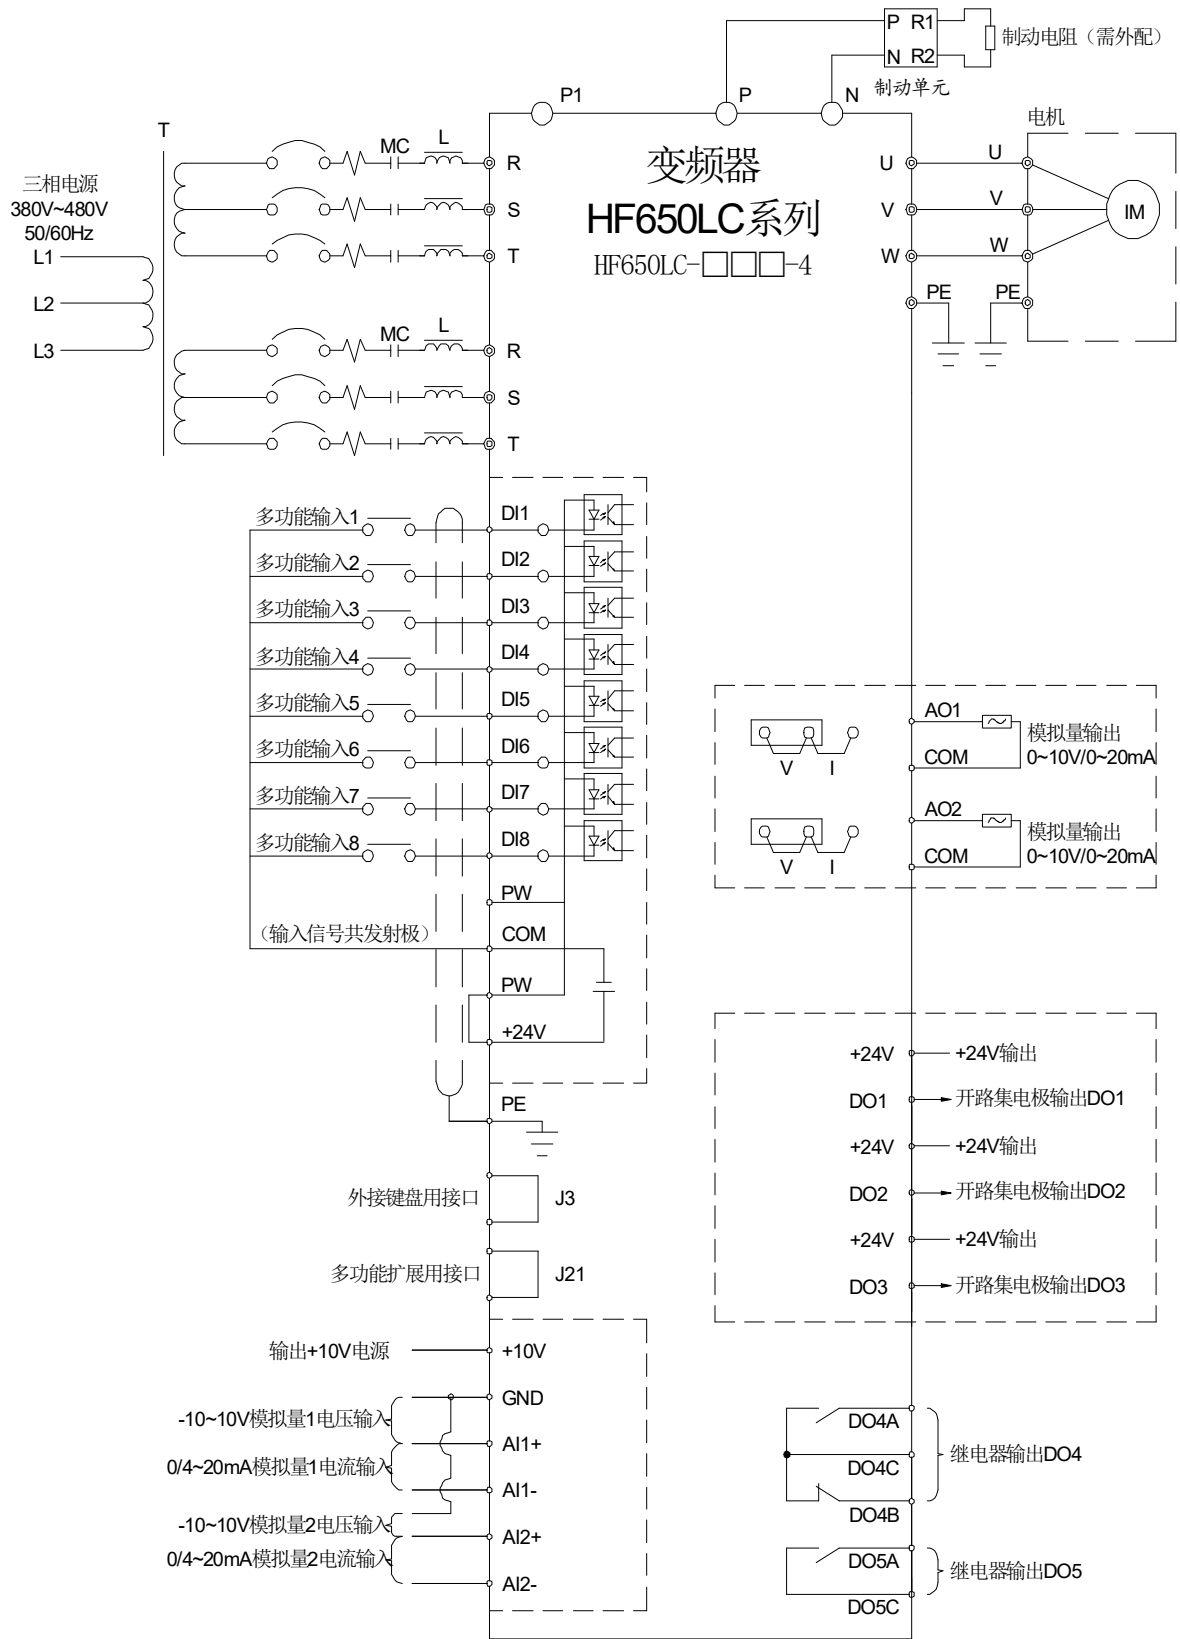 P R1
N R2
制动电阻（需外配）
制动单元
P1
P
N
T
三相电源
380V~480V
50/60Hz
L1
L2
L3
MC
L
R
S
T
MC
L
R
S
T
变频器
HF650LC系列
HF650LC-□□□-4
电机
U
U
V
V
W
W
IM
PE
PE
多功能输入1
DI1
多功能输入2
DI2
多功能输入3
DI3
多功能输入4
DI4
多功能输入5
DI5
多功能输入6
DI6
多功能输入7
DI7
多功能输入8
DI8
PW
（输入信号共发射极）
COM
PW
+24V
PE
外接键盘用接口
J3
多功能扩展用接口
J21
输出+10V电源
+10V
GND
-10~10V模拟量1电压输入
AI1+
0/4~20mA模拟量1电流输入
AI1-
-10~10V模拟量2电压输入
AI2+
0/4~20mA模拟量2电流输入
AI2-
V I
AO1
COM
模拟量输出
0~10V/0~20mA
V I
AO2
COM
模拟量输出
0~10V/0~20mA
+24V
+24V输出
DO1
开路集电极输出DO1
+24V
+24V输出
DO2
开路集电极输出DO2
+24V
+24V输出
DO3
开路集电极输出DO3
DO4A
DO4C
DO4B
继电器输出DO4
DO5A
DO5C
继电器输出DO5